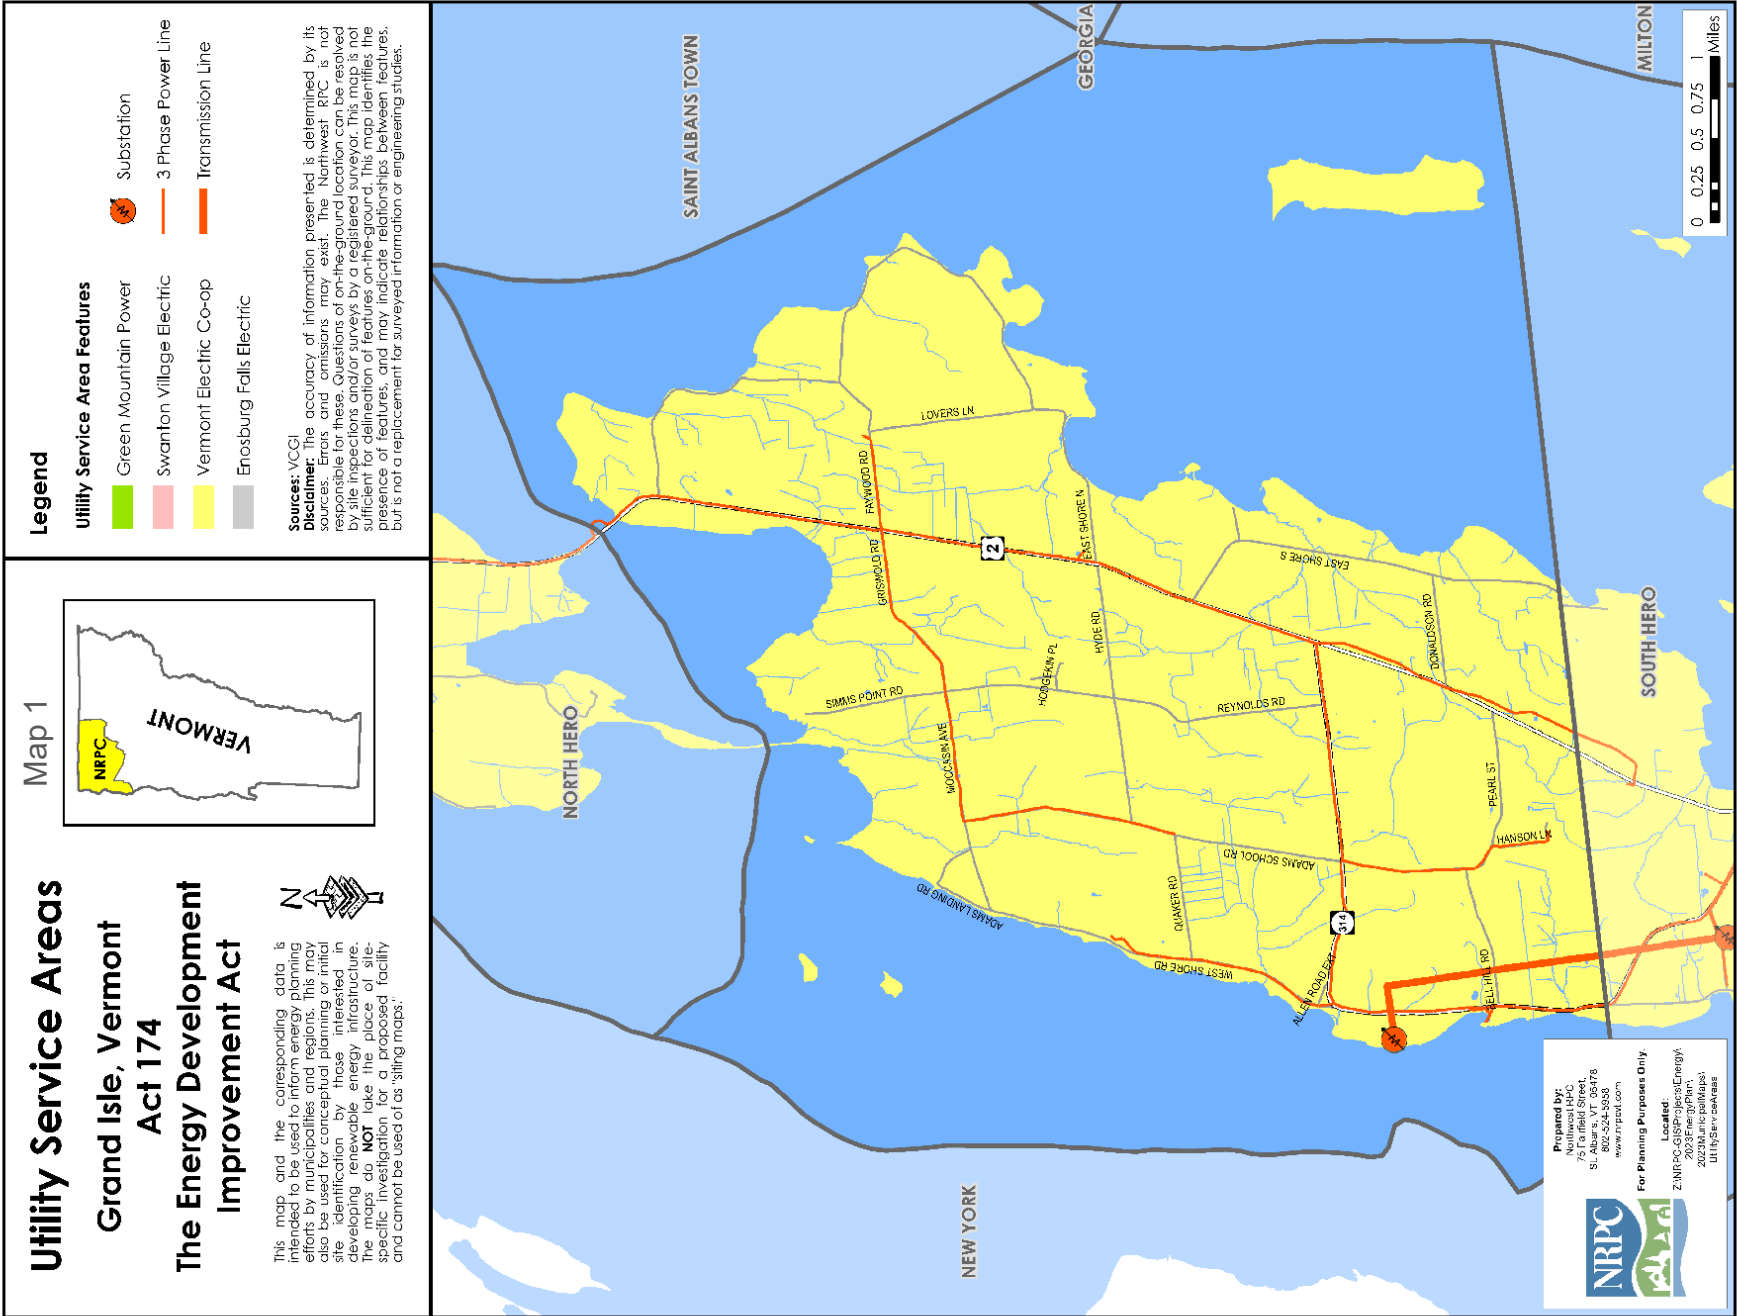 Utility Service Areas
Grand Isle, Vermont
Act 174
The Energy Development
Improvement Act
This map and the corresponding data is
intended to be used to inform energy planning
efforts by municipalities and regions. This may
also be used for conceptual planning or initial
site identification by those interested in
developing renewable energy infrastructure.
The maps do NOT take the place of site-
specific investigation for a proposed facility
and cannot be used of as "siting maps."
N
Map 1
NRPC
VERMONT
Legend
Utility Service Area Features
Green Mountain Power
Swanton Village Electric
Vermont Electric Co-op
Enosburg Falls Electric
Substation
3 Phase Power Line
Transmission Line
Sources: VCGI
Disclaimer: The accuracy of information presented is determined by its
sources. Errors and omissions may exist. The Northwest RPC is not
responsible for these. Questions of on-the-ground location can be resolved
by site inspections and/or surveys by a registered surveyor. This map is not
sufficient for delineation of features on-the-ground. This map identifies the
presence of features, and may indicate relationships between features,
but is not a replacement for surveyed information or engineering studies.
NORTH HERO
SAINT ALBANS TOWN
GEORGIA
MILTON
SOUTH HERO
NEW YORK
SIMMS POINT RD
GRISWOLD RD
FAYWOOD RD
LOVERS LN
MOCCASIN AVE
ADAMS LANDING RD
2
EAST SHORE N
HODGEKIN PL
HYDE RD
QUAKER RD
WEST SHORE RD
REYNOLDS RD
ADAMS SCHOOL RD
EAST SHORE S
314
ALLEN ROAD EXT
DONALDSON RD
PEARL ST
HANSON LN
BELL HILL RD
NRPC
Prepared by:
Northwest RPC
75 Fairfield Street,
St. Albans, VT 05478
802-524-5958
www.nrpcvt.com
For Planning Purposes Only.
Located:
Z:\NRPC-GIS\Projects\Energy\
2023EnergyPlan\
2023MunicipalMaps\
UtilityServiceAreas
0 0.25 0.5 0.75 1
Miles